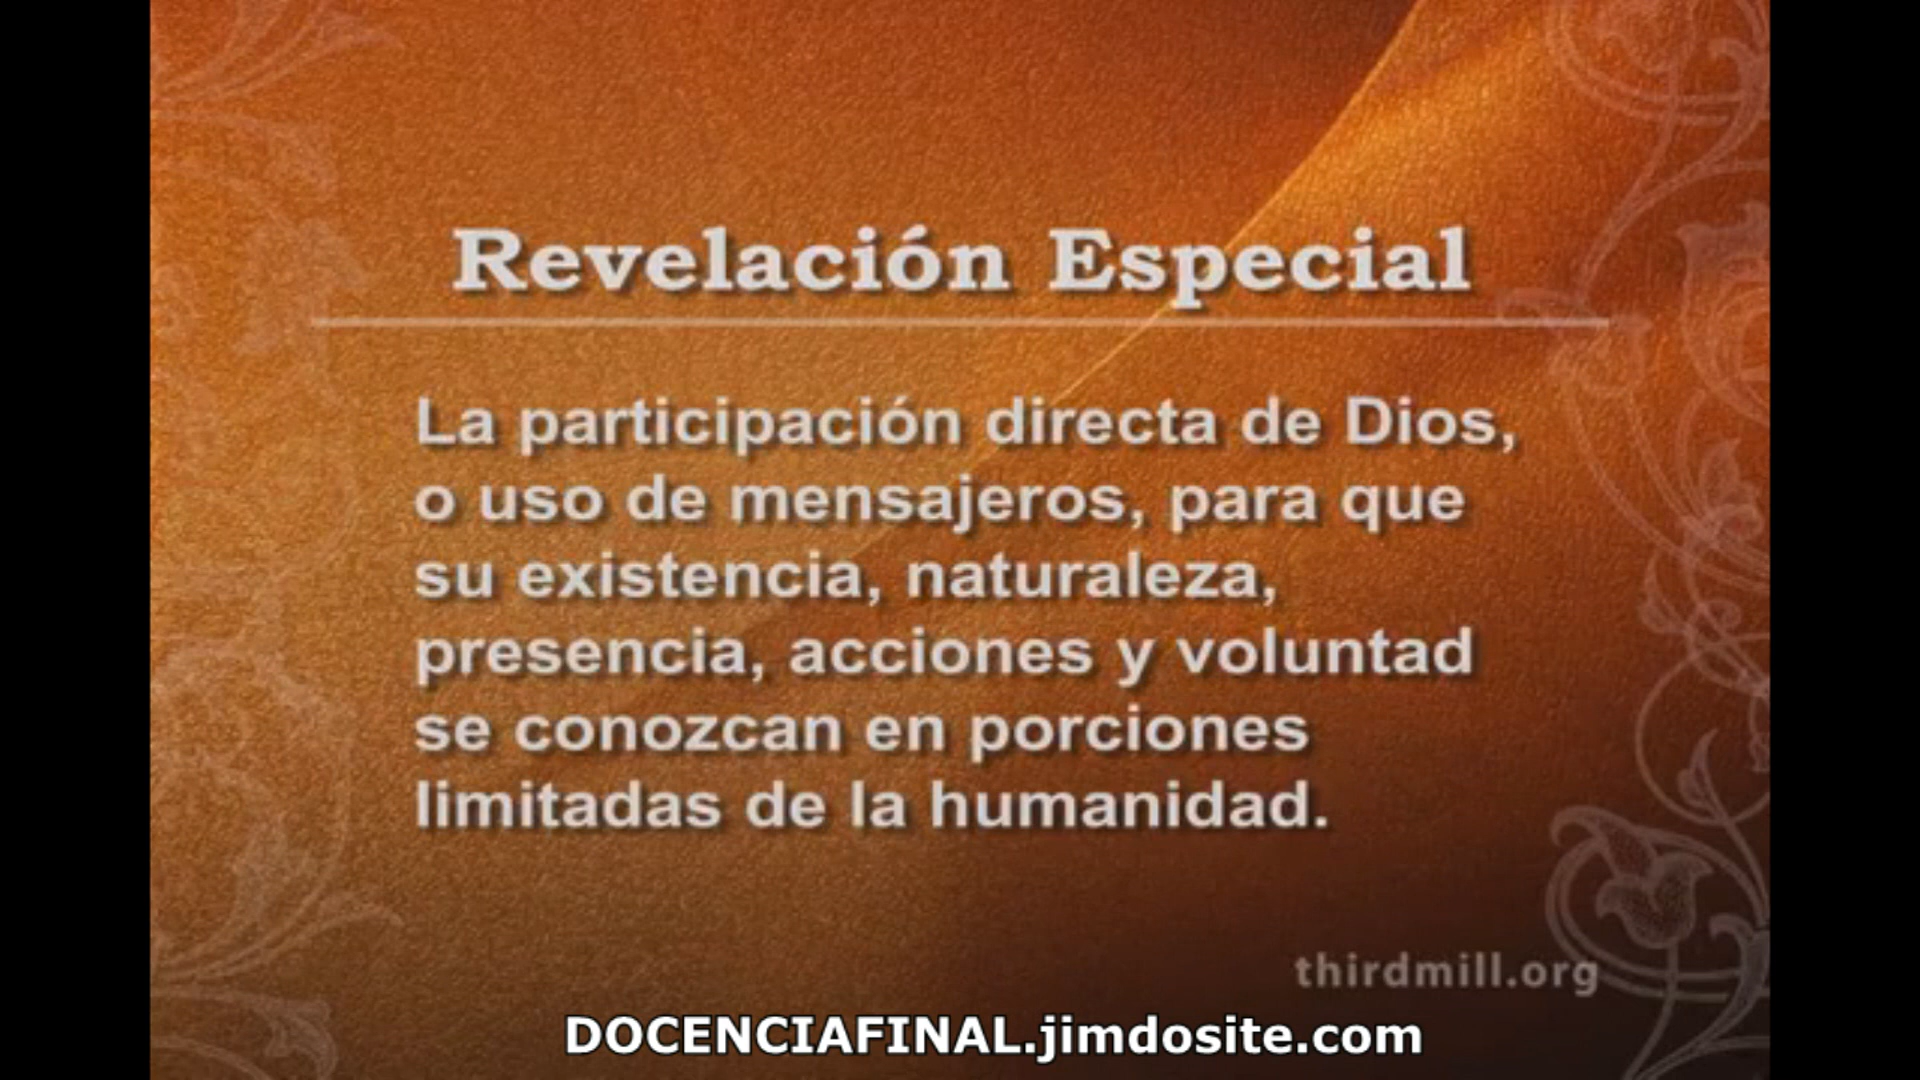 Revelación Especial
La participación directa de Dios,
o uso de mensajeros, para que
su existencia, naturaleza,
presencia, acciones y voluntad
se conozcan en porciones
limitadas de la humanidad.
thirdmill.org
DOCENCIAFINAL.jimdosite.com